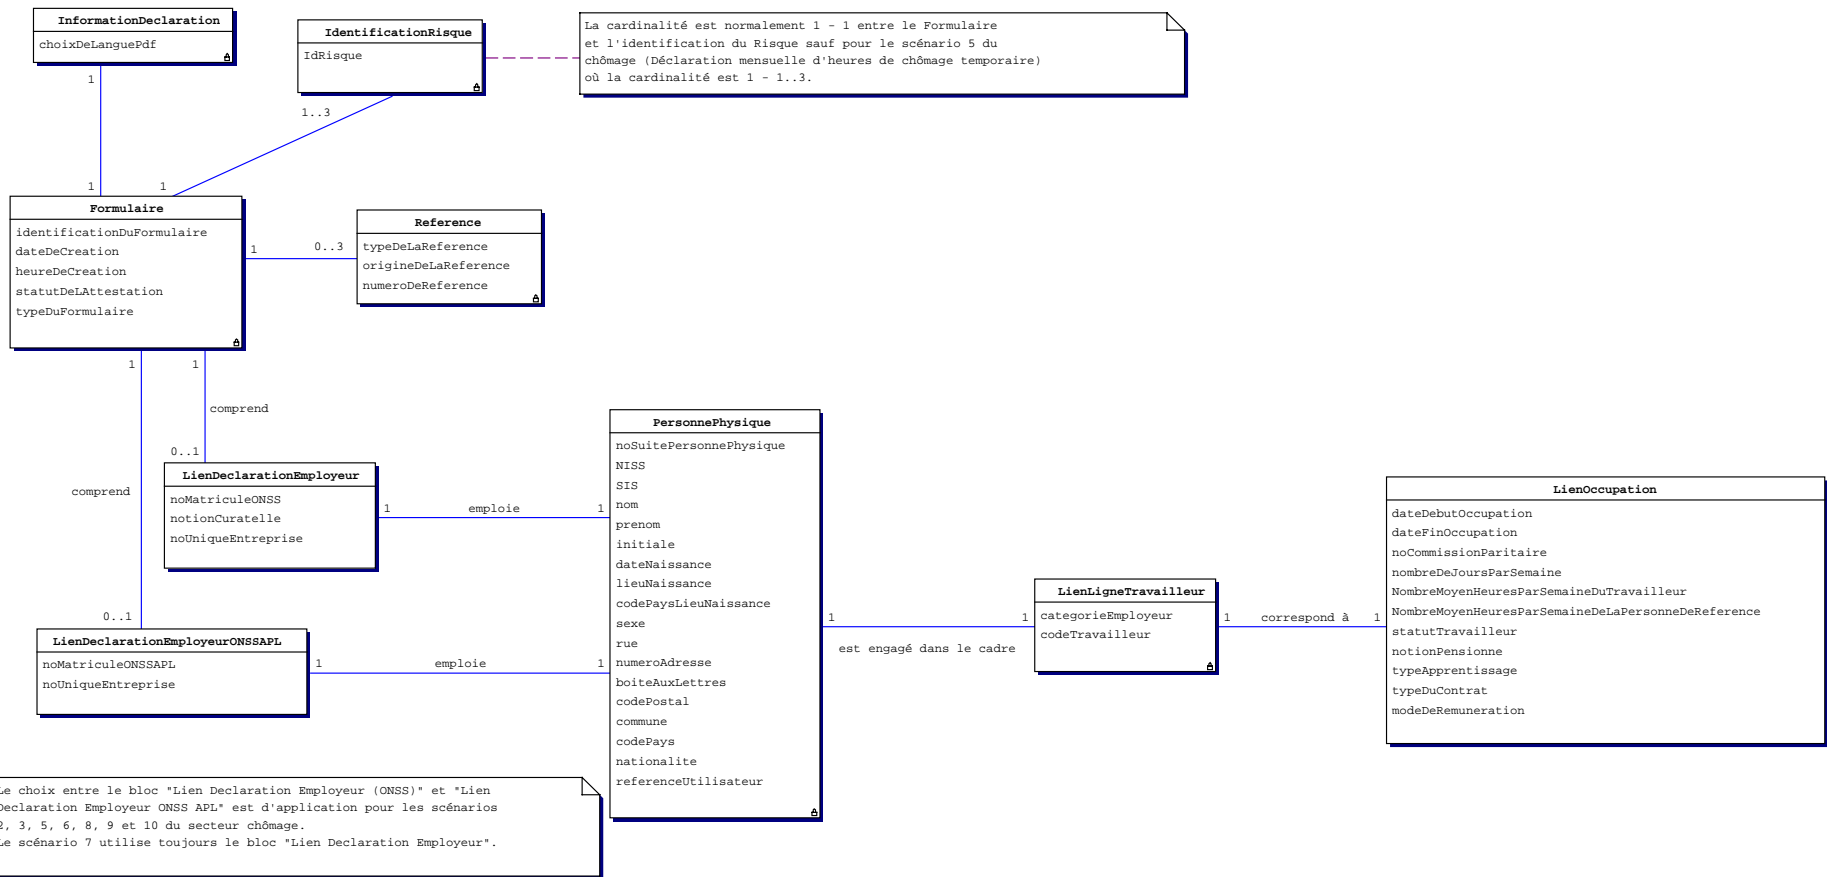 InformationDeclaration
choixDeLanguePdf
1
1
IdentificationRisque
IdRisque
1..3
1
La cardinalité est normalement 1 - 1 entre le Formulaire
et l'identification du Risque sauf pour le scénario 5 du
chômage (Déclaration mensuelle d'heures de chômage temporaire)
où la cardinalité est 1 - 1..3.
Formulaire
identificationDuFormulaire
dateDeCreation
heureDeCreation
statutDeLAttestation
typeDuFormulaire
1
0..3
Reference
typeDeLaReference
origineDeLaReference
numeroDeReference
1
1
comprend
0..1
comprend
0..1
LienDeclarationEmployeur
noMatriculeONSS
notionCuratelle
noUniqueEntreprise
1
emploie
1
LienDeclarationEmployeurONSSAPL
noMatriculeONSSAPL
noUniqueEntreprise
1
emploie
1
PersonnePhysique
noSuitePersonnePhysique
NISS
SIS
nom
prenom
initiale
dateNaissance
lieuNaissance
codePaysLieuNaissance
sexe
rue
numeroAdresse
boiteAuxLettres
codePostal
commune
codePays
nationalite
referenceUtilisateur
1
1
est engagé dans le cadre
LienLigneTravailleur
categorieEmployeur
codeTravailleur
1
correspond à
1
LienOccupation
dateDebutOccupation
dateFinOccupation
noCommissionParitaire
nombreDeJoursParSemaine
NombreMoyenHeuresParSemaineDuTravailleur
NombreMoyenHeuresParSemaineDeLaPersonneDeReference
statutTravailleur
notionPensionne
typeApprentissage
typeDuContrat
modeDeRemuneration
Le choix entre le bloc "Lien Declaration Employeur (ONSS)" et "Lien
Declaration Employeur ONSS APL" est d'application pour les scénarios
2, 3, 5, 6, 8, 9 et 10 du secteur chômage.
Le scénario 7 utilise toujours le bloc "Lien Declaration Employeur".